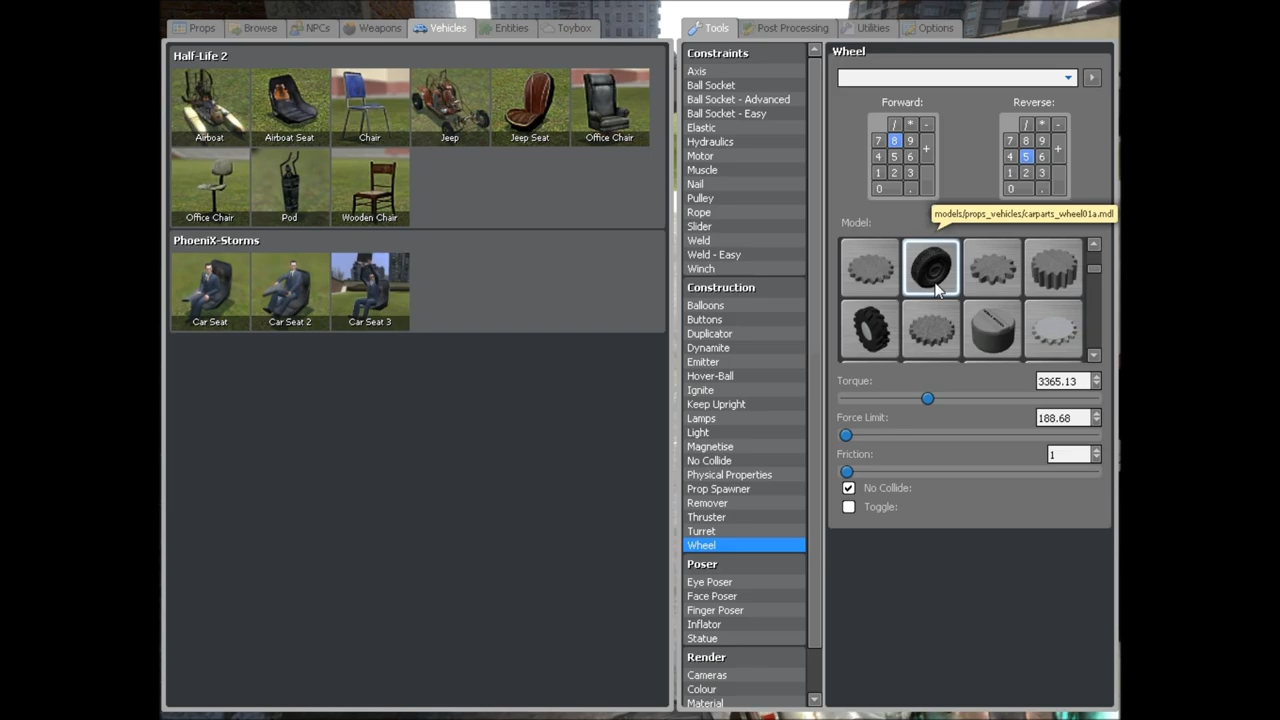 Props Browse NPCs Weapons Vehicles Entities Toybox
Half-Life 2
Airboat Airboat Seat Chair Jeep Jeep Seat Office Chair
Office Chair Pod Wooden Chair
PhoeniX-Storms
Car Seat Car Seat 2 Car Seat 3
Tools Post Processing Utilities Options
Constraints
Axis
Ball Socket
Ball Socket - Advanced
Ball Socket - Easy
Elastic
Hydraulics
Motor
Muscle
Nail
Pulley
Rope
Slider
Weld
Weld - Easy
Winch
Construction
Balloons
Buttons
Duplicator
Dynamite
Emitter
Hover-Ball
Ignite
Keep Upright
Lamps
Light
Magnetise
No Collide
Physical Properties
Prop Spawner
Remover
Thruster
Turret
Wheel
Poser
Eye Poser
Face Poser
Finger Poser
Inflator
Statue
Render
Cameras
Colour
Material
Wheel
Forward: Reverse:
/ * - / * -
7 8 9 + 7 8 9 +
4 5 6 4 5 6
1 2 3 1 2 3
0 . 0 .
models/props_vehicles/carparts_wheel01a.mdl
Model:
Torque: 3365.13
Force Limit: 188.68
Friction: 1
No Collide:
Toggle: